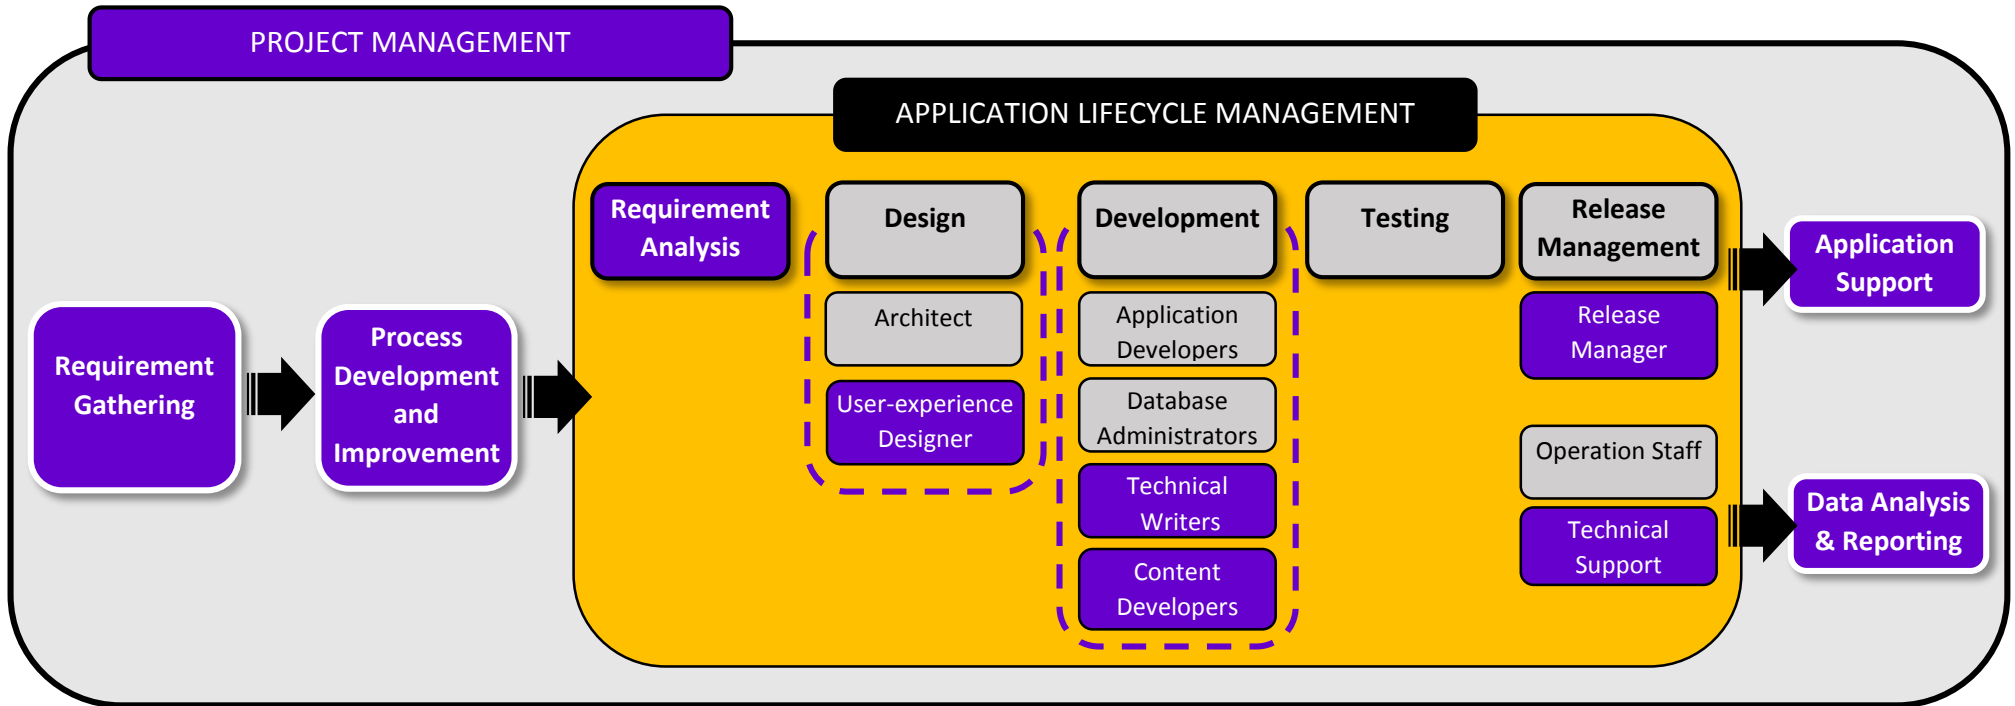 PROJECT MANAGEMENT
APPLICATION LIFECYCLE MANAGEMENT
Requirement
Gathering
Process
Development
and
Improvement
Requirement
Analysis
Design
Architect
User-experience
Designer
Development
Application
Developers
Database
Administrators
Technical
Writers
Content
Developers
Testing
Release
Management
Release
Manager
Operation Staff
Technical
Support
Application
Support
Data Analysis
& Reporting